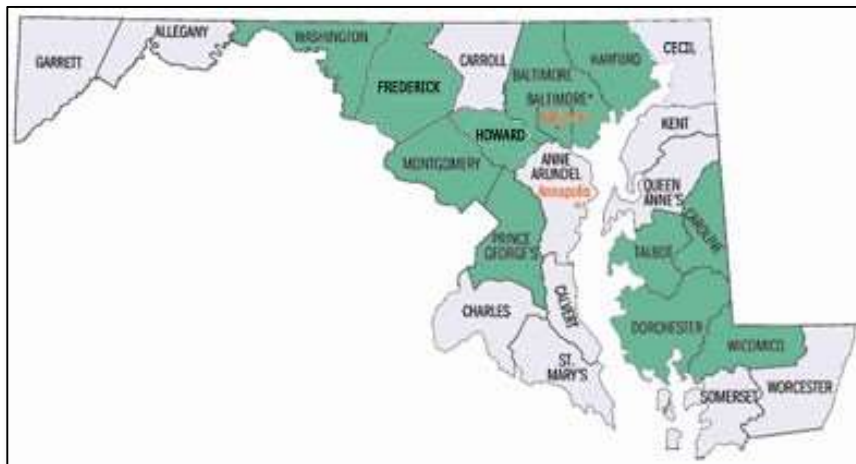 ALLEGANY
WASHINGTON
GARRETT
CARROLL
CECIL
HARFORD
FREDERICK
BALTIMORE
BALTIMORE*
KENT
HOWARD
MONTGOMERY
ANNE
ARUNDEL
Annapolis
QUEEN
ANNE'S
CAROLINE
TALBOT
PRINCE
GEORGE'S
CHARLES
CALVERT
DORCHESTER
WICOMICO
ST.
MARY'S
SOMERSET
WORCESTER